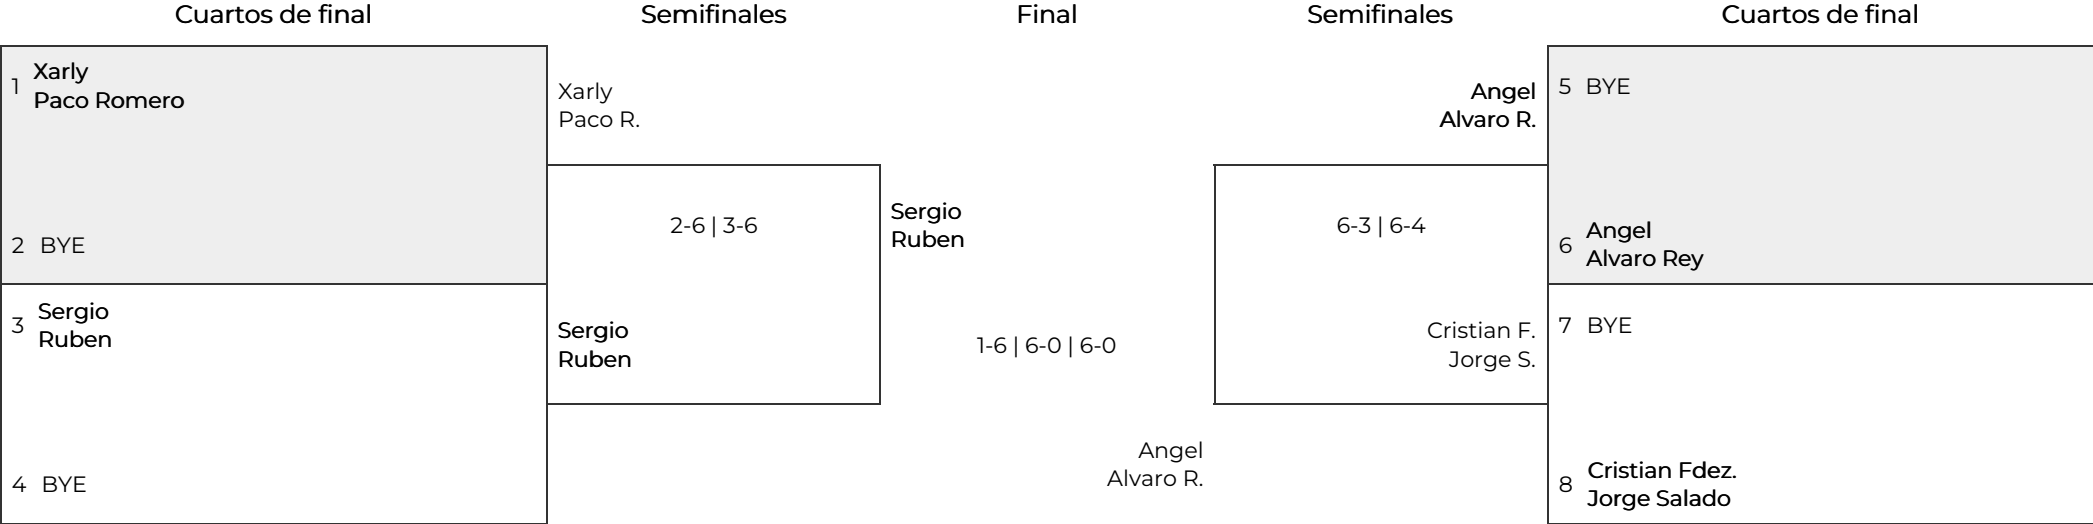 Cuartos de final
Semifinales
Final
Semifinales
Cuartos de final
1
Xarly
Paco Romero
2 BYE
3
Sergio
Ruben
4 BYE
Xarly
Paco R.
2-6 | 3-6
Sergio
Ruben
Sergio
Ruben
1-6 | 6-0 | 6-0
Angel
Alvaro R.
Angel
Alvaro R.
6-3 | 6-4
Cristian F.
Jorge S.
5 BYE
6
Angel
Alvaro Rey
7 BYE
8
Cristian Fdez.
Jorge Salado